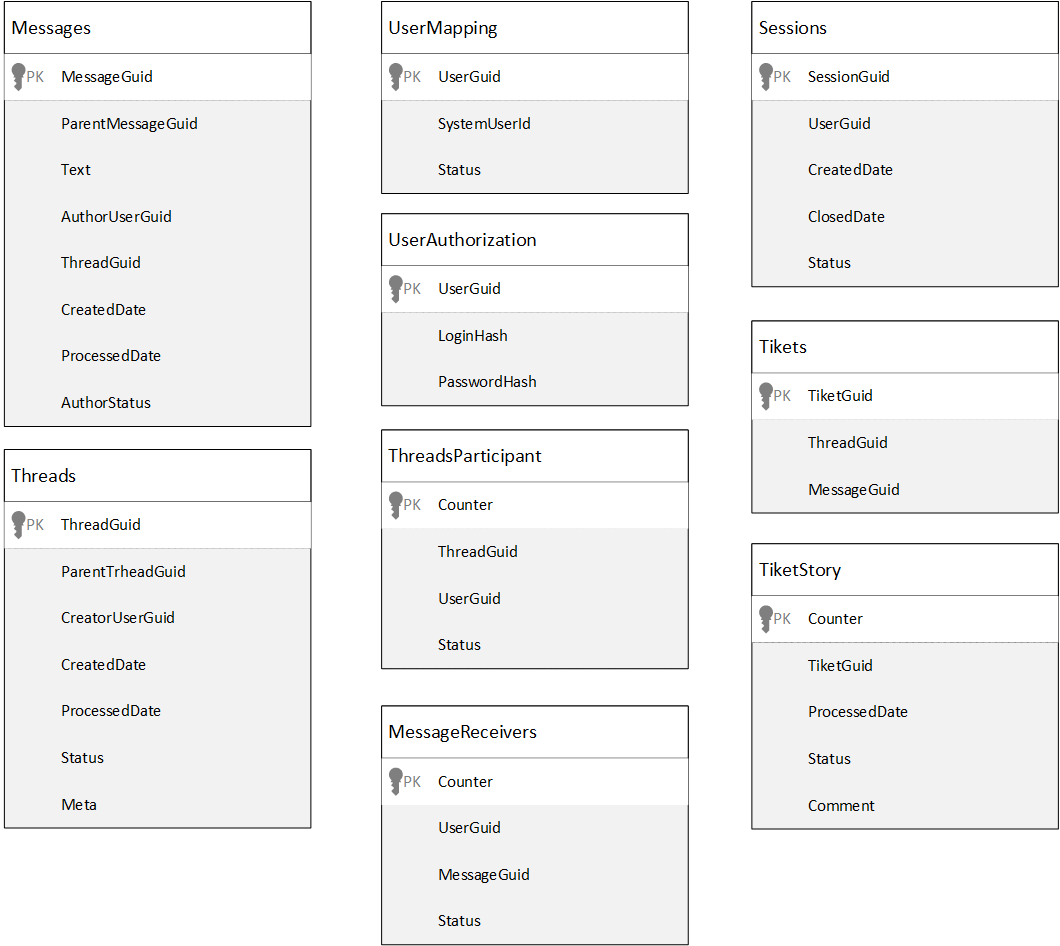 Messages
PK MessageGuid
ParentMessageGuid
Text
AuthorUserGuid
ThreadGuid
CreatedDate
ProcessedDate
AuthorStatus
Threads
PK ThreadGuid
ParentTrheadGuid
CreatorUserGuid
CreatedDate
ProcessedDate
Status
Meta
UserMapping
PK UserGuid
SystemUserId
Status
UserAuthorization
PK UserGuid
LoginHash
PasswordHash
ThreadsParticipant
PK Counter
ThreadGuid
UserGuid
Status
MessageReceivers
PK Counter
UserGuid
MessageGuid
Status
Sessions
PK SessionGuid
UserGuid
CreatedDate
ClosedDate
Status
Tikets
PK TiketGuid
ThreadGuid
MessageGuid
TiketStory
PK Counter
TiketGuid
ProcessedDate
Status
Comment